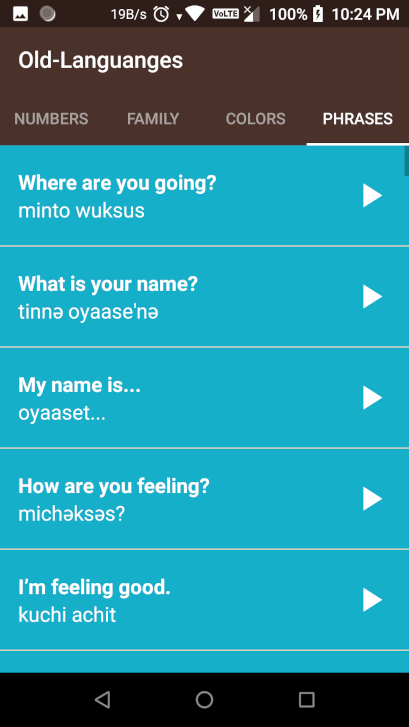 19B/s VoLTE 100% 10:24 PM
Old-Languanges
NUMBERS FAMILY COLORS PHRASES
Where are you going?
minto wuksus
What is your name?
tinnə oyaase'nə
My name is...
oyaaset...
How are you feeling?
michəksəs?
I’m feeling good.
kuchi achit